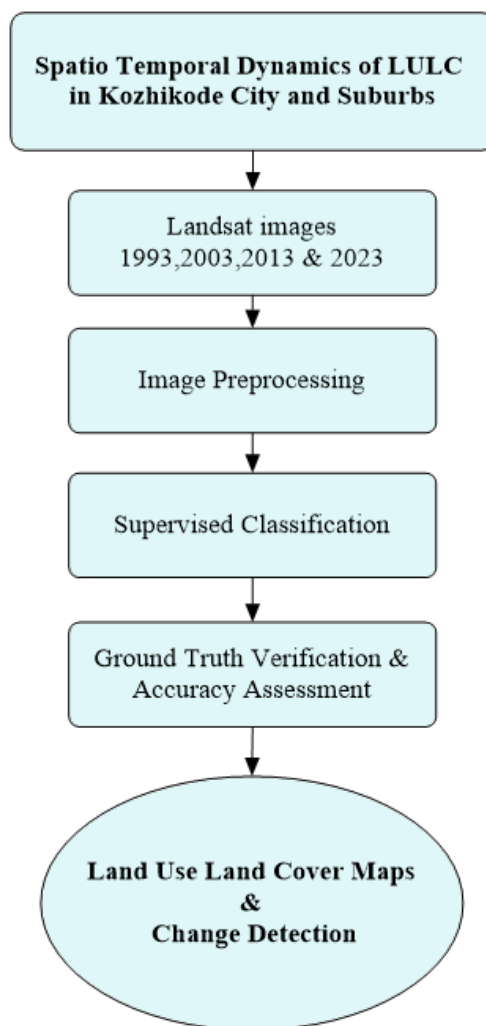 Spatio Temporal Dynamics of LULC
in Kozhikode City and Suburbs
Landsat images
1993,2003,2013 & 2023
Image Preprocessing
Supervised Classification
Ground Truth Verification &
Accuracy Assessment
Land Use Land Cover Maps
&
Change Detection